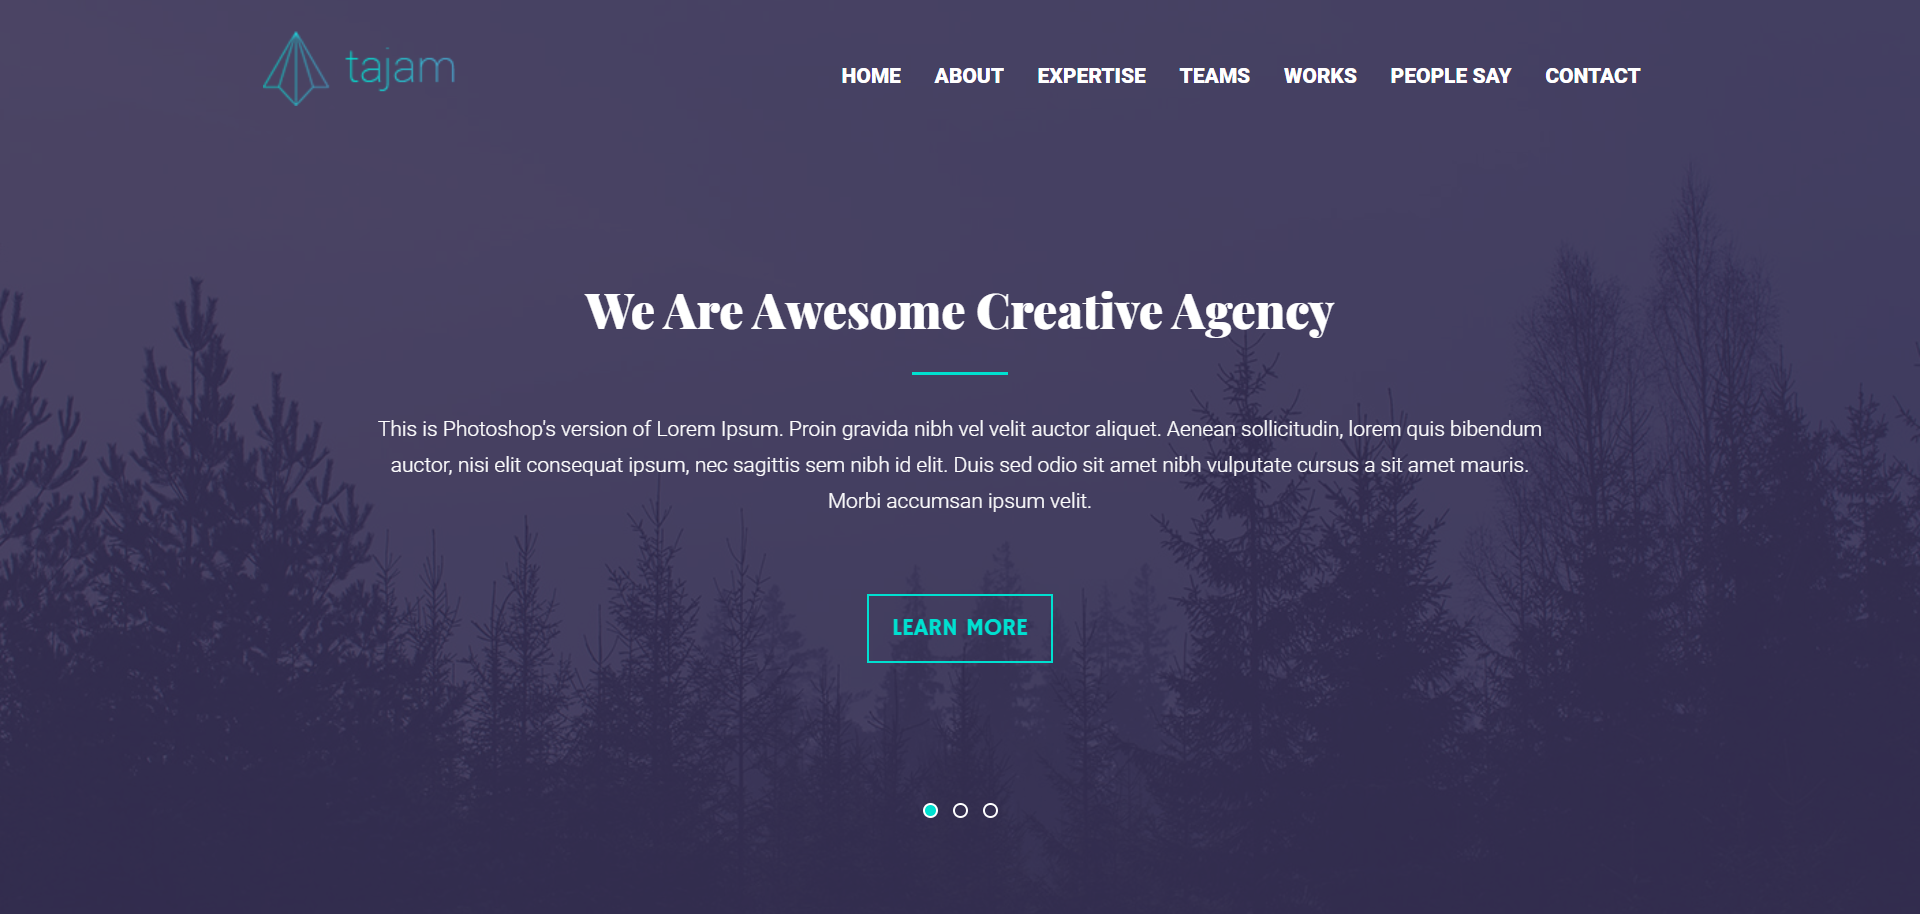 tajam
HOME ABOUT EXPERTISE TEAMS WORKS PEOPLE SAY CONTACT
We Are Awesome Creative Agency
This is Photoshop's version of Lorem Ipsum. Proin gravida nibh vel velit auctor aliquet. Aenean sollicitudin, lorem quis bibendum
auctor, nisi elit consequat ipsum, nec sagittis sem nibh id elit. Duis sed odio sit amet nibh vulputate cursus a sit amet mauris.
Morbi accumsan ipsum velit.
LEARN MORE